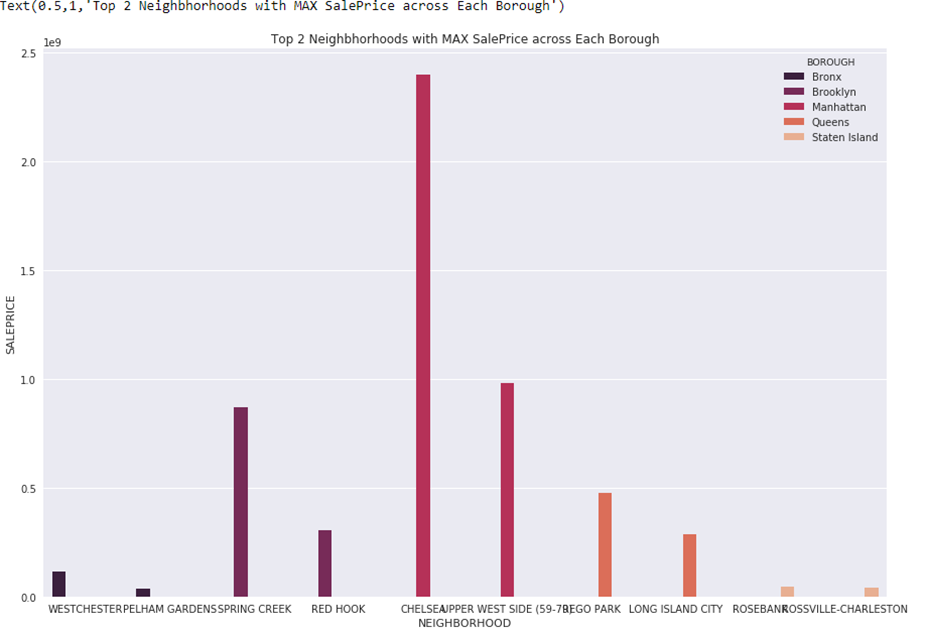 Text(0.5,1,'Top 2 Neighbhorhoods with MAX SalePrice across Each Borough')
Top 2 Neighbhorhoods with MAX SalePrice across Each Borough
1e9
2.5
2.0
1.5
1.0
0.5
0.0
SALEPRICE
BOROUGH
Bronx
Brooklyn
Manhattan
Queens
Staten Island
WESTCHESTER PELHAM GARDENS SPRING CREEK RED HOOK CHELSEA UPPER WEST SIDE (59-79) REGO PARK LONG ISLAND CITY ROSEBANK ROSSVILLE-CHARLESTON
NEIGHBORHOOD